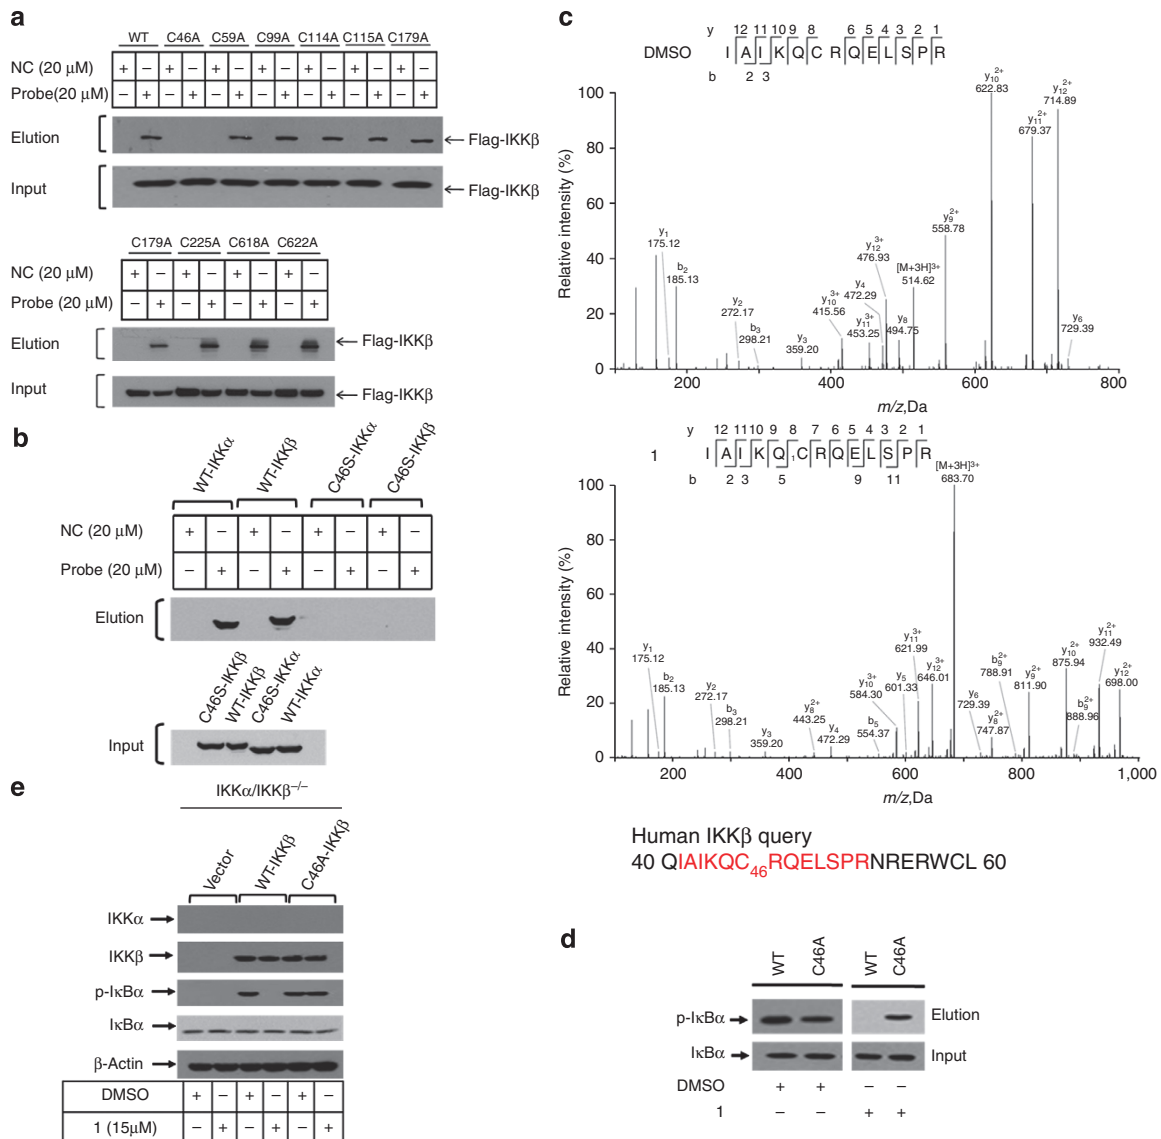 a
WT C46A C59A C99A C114A C115A C179A
NC (20 μM) + − + − + − + − + − + − + −
Probe(20 μM) − + − + − + − + − + − + − +
Elution
Flag-IKKβ
Input
Flag-IKKβ
C179A C225A C618A C622A
NC (20 μM) + − + − + − + −
Probe (20 μM) − + − + − + − +
Elution
Flag-IKKβ
Input
Flag-IKKβ
b
WT-IKKα WT-IKKβ C46S-IKKα C46S-IKKβ
NC (20 μM) + − + − + − + −
Probe (20 μM) − + − + − + − +
Elution
C46S-IKKβ WT-IKKβ C46S-IKKα WT-IKKα
Input
e
IKKα/IKKβ−/−
Vector WT-IKKβ C46A-IKKβ
IKKα
IKKβ
p-IκBα
IκBα
β-Actin
DMSO + − + − + −
1 (15μM) − + − + − +
c
y 12 11 10 9 8 6 5 4 3 2 1
DMSO I A I K Q C R Q E L S P R
b 2 3
Relative intensity (%)
100
80
60
40
20
0
y1
175.12
b2
185.13
y2
272.17
b3
298.21
y3
359.20
y10 3+
415.56
y11 3+
453.25
y4
472.29
y12 3+
476.93
y8
494.75
[M+3H]3+
514.62
y9 2+
558.78
y10 2+
622.83
y11 2+
679.37
y12 2+
714.89
y6
729.39
200 400 600 800
m/z,Da
y 12 11 10 9 8 7 6 5 4 3 2 1
1 I A I K Q 1C R Q E L S P R
b 2 3 5 9 11
Relative intensity (%)
100
80
60
40
20
0
y1
175.12
b2
185.13
y2
272.17
b3
298.21
y3
359.20
y8 2+
443.25
y4
472.29
b5
554.37
y10 3+
584.30
y5
601.33
y11 3+
621.99
y12 3+
646.01
[M+3H]3+
683.70
y6
729.39
y8 2+
747.87
b9 2+
788.91
y9 2+
811.90
y10 2+
875.94
b9 2+
888.96
y11 2+
932.49
y12 2+
698.00
200 400 600 800 1,000
m/z,Da
Human IKKβ query
40 QIAIKQC46RQELSPRNRERWCL 60
d
WT C46A WT C46A
p-IκBα
Elution
IκBα
Input
DMSO + + − −
1 − − + +